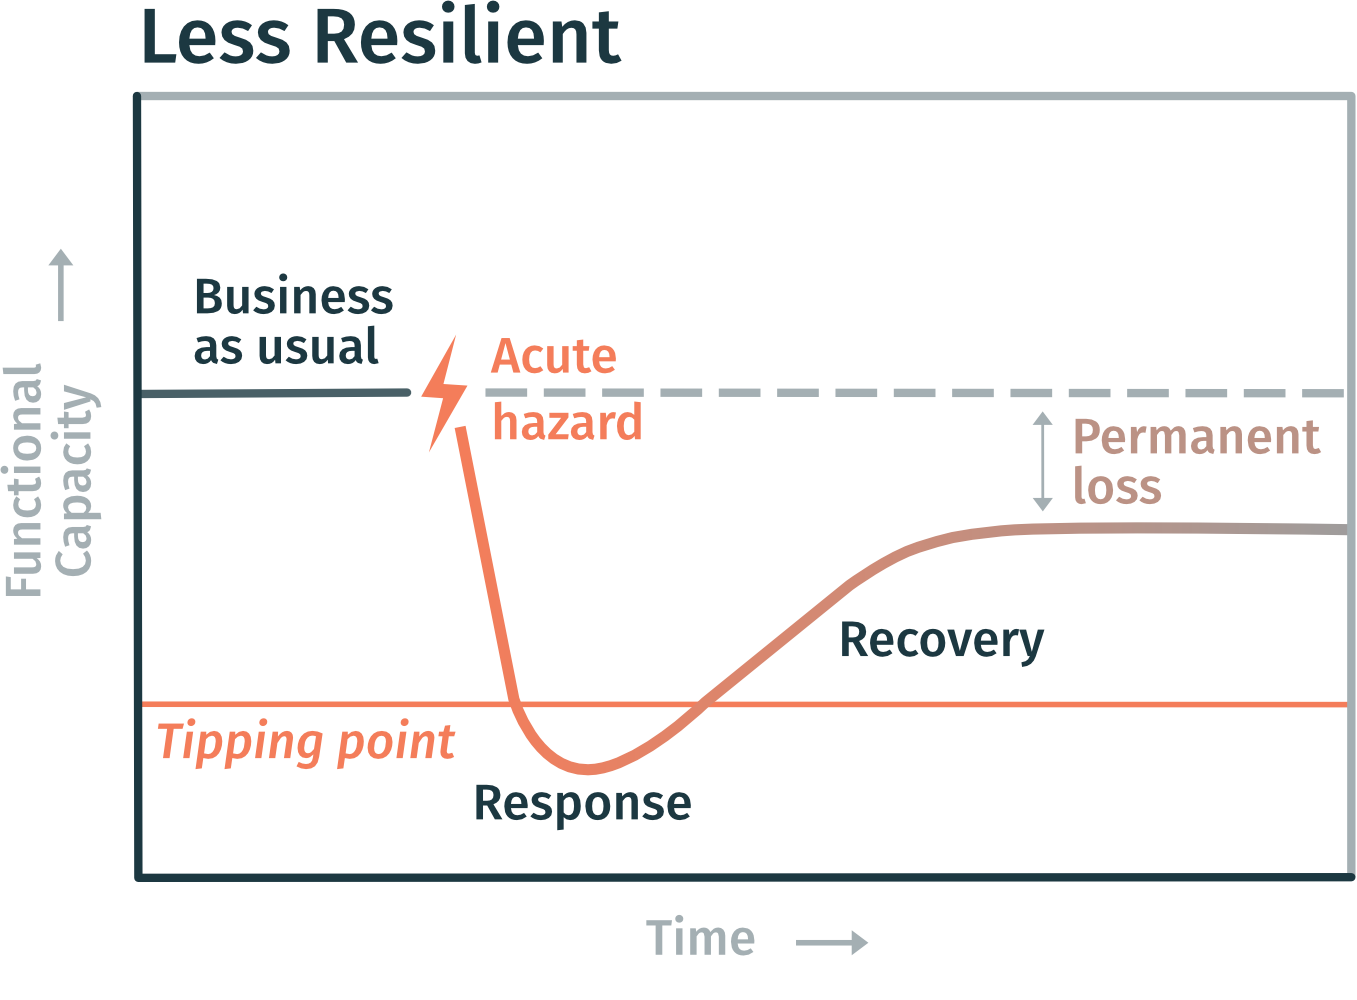 Less Resilient
Business
as usual
Acute
hazard
Permanent
loss
Functional
Capacity
Recovery
Tipping point
Response
Time